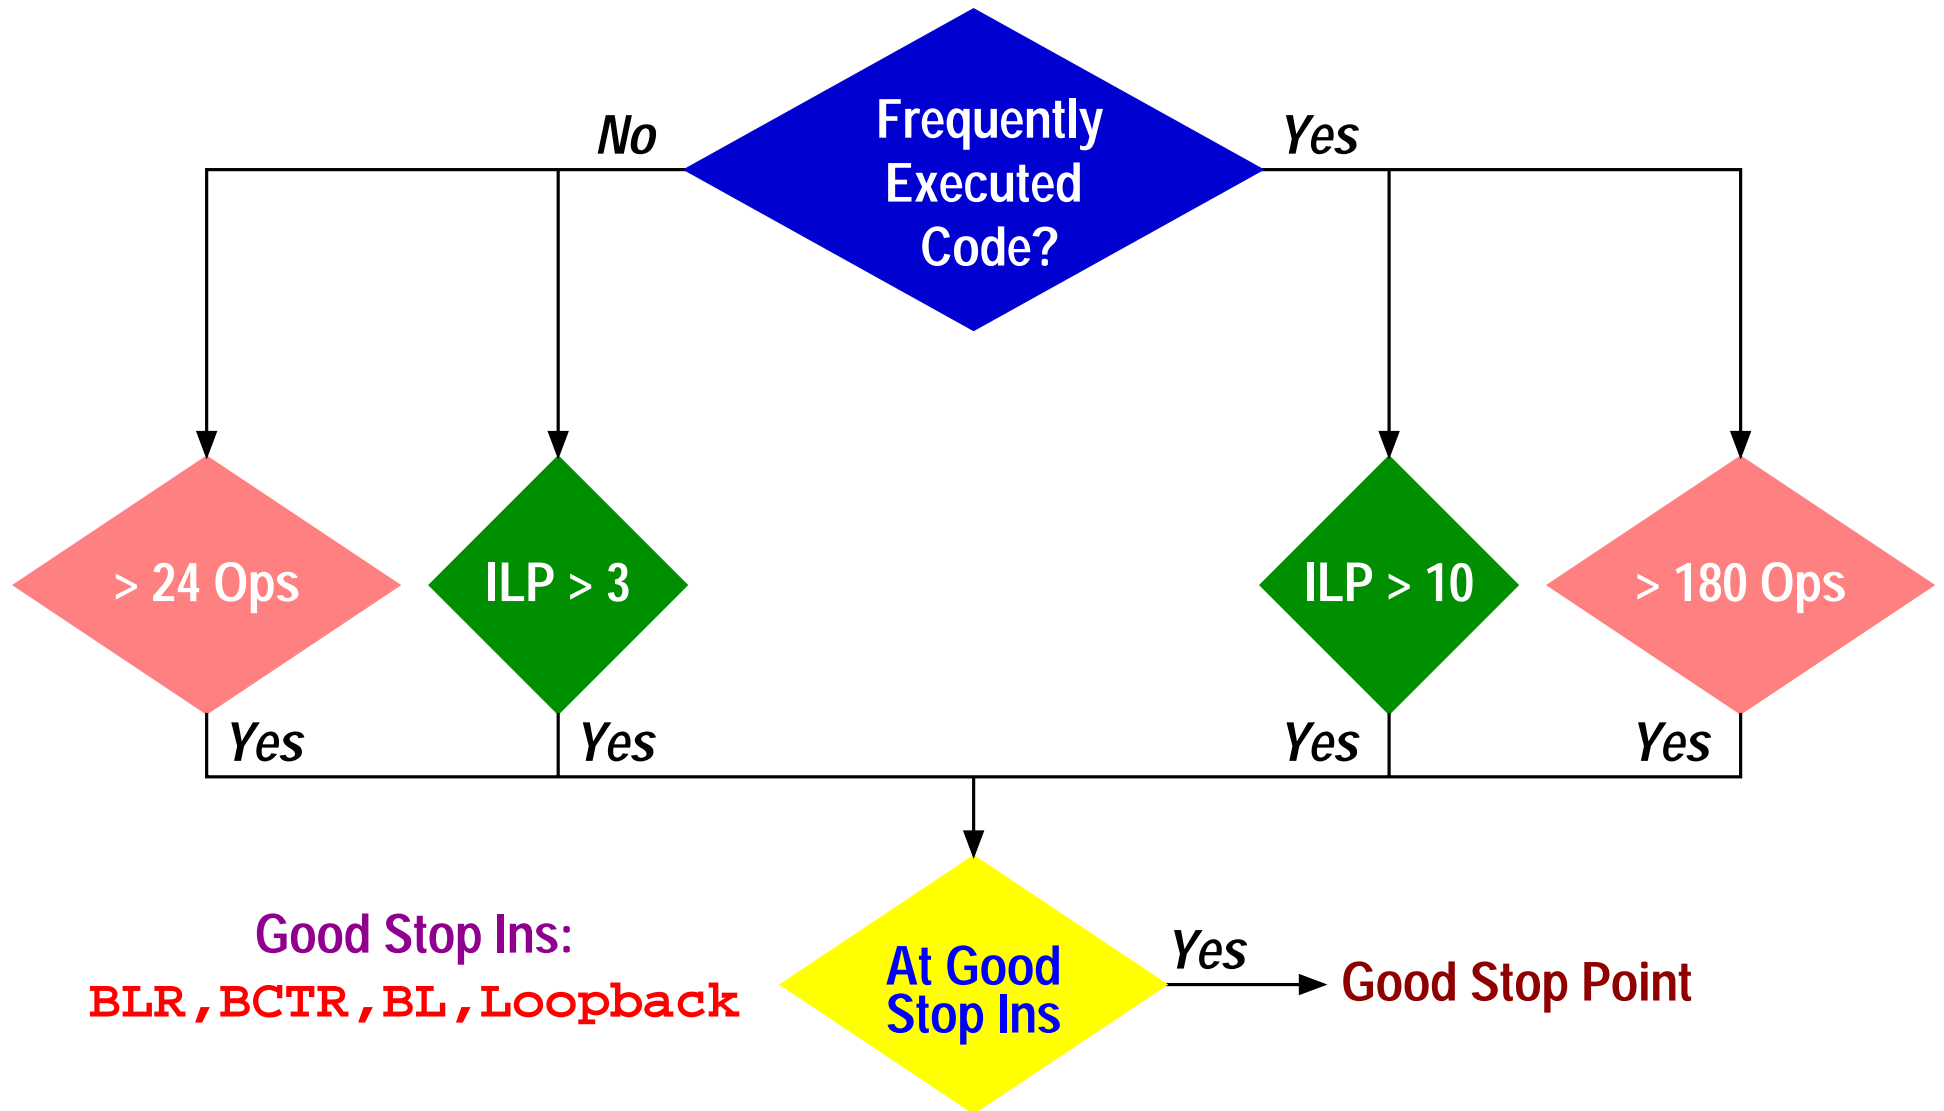 Frequently
Executed
Code?
No
Yes
> 24 Ops
ILP > 3
ILP > 10
> 180 Ops
Yes
Yes
Yes
Yes
Good Stop Ins:
BLR,BCTR,BL,Loopback
At Good
Stop Ins
Yes
Good Stop Point